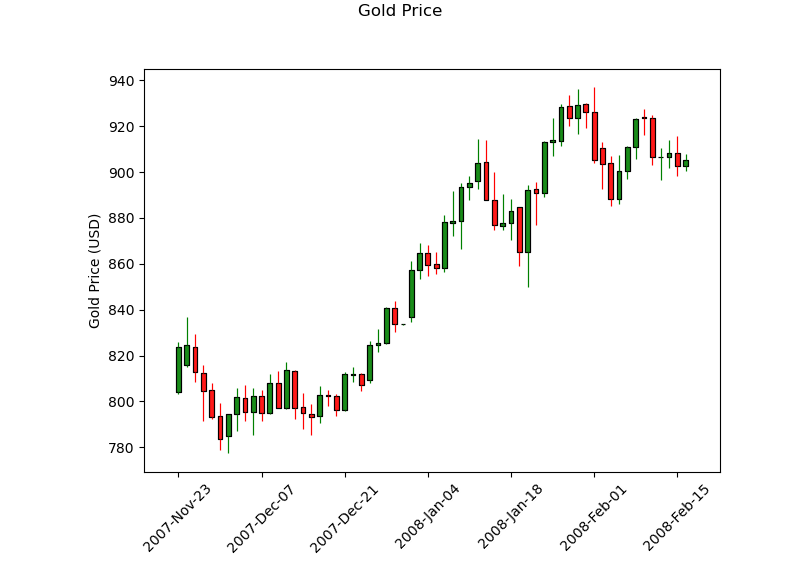 Gold Price
Gold Price (USD)
940
920
900
880
860
840
820
800
780
2007-Nov-23
2007-Dec-07
2007-Dec-21
2008-Jan-04
2008-Jan-18
2008-Feb-01
2008-Feb-15